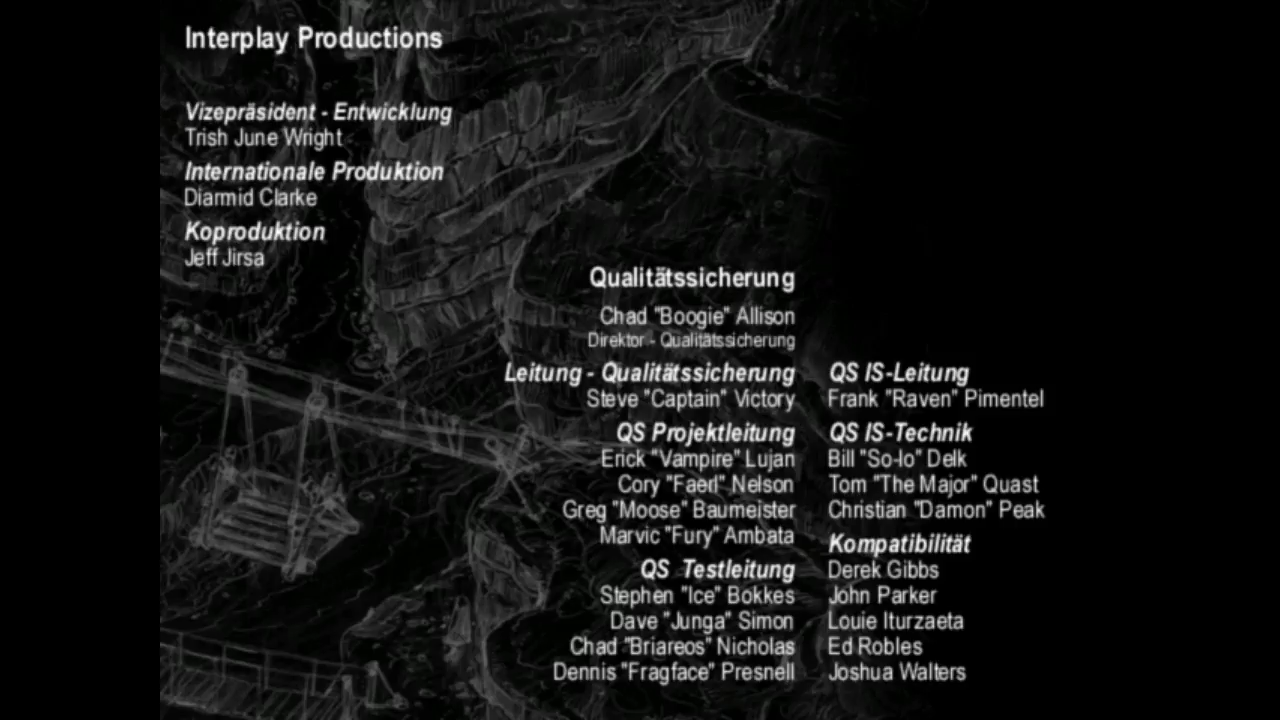 Interplay Productions
Vizepräsident - Entwicklung
Trish June Wright
Internationale Produktion
Diarmid Clarke
Koproduktion
Jeff Jirsa
Qualitätssicherung
Chad "Boogie" Allison
Direktor - Qualitätssicherung
Leitung - Qualitätssicherung
Steve "Captain" Victory
QS Projektleitung
Erick "Vampire" Lujan
Cory "Faerl" Nelson
Greg "Moose" Baumeister
Marvic "Fury" Ambata
QS Testleitung
Stephen "Ice" Bokkes
Dave "Junga" Simon
Chad "Briareos" Nicholas
Dennis "Fragface" Presnell
QS IS-Leitung
Frank "Raven" Pimentel
QS IS-Technik
Bill "So-lo" Delk
Tom "The Major" Quast
Christian "Damon" Peak
Kompatibilität
Derek Gibbs
John Parker
Louie Iturzaeta
Ed Robles
Joshua Walters